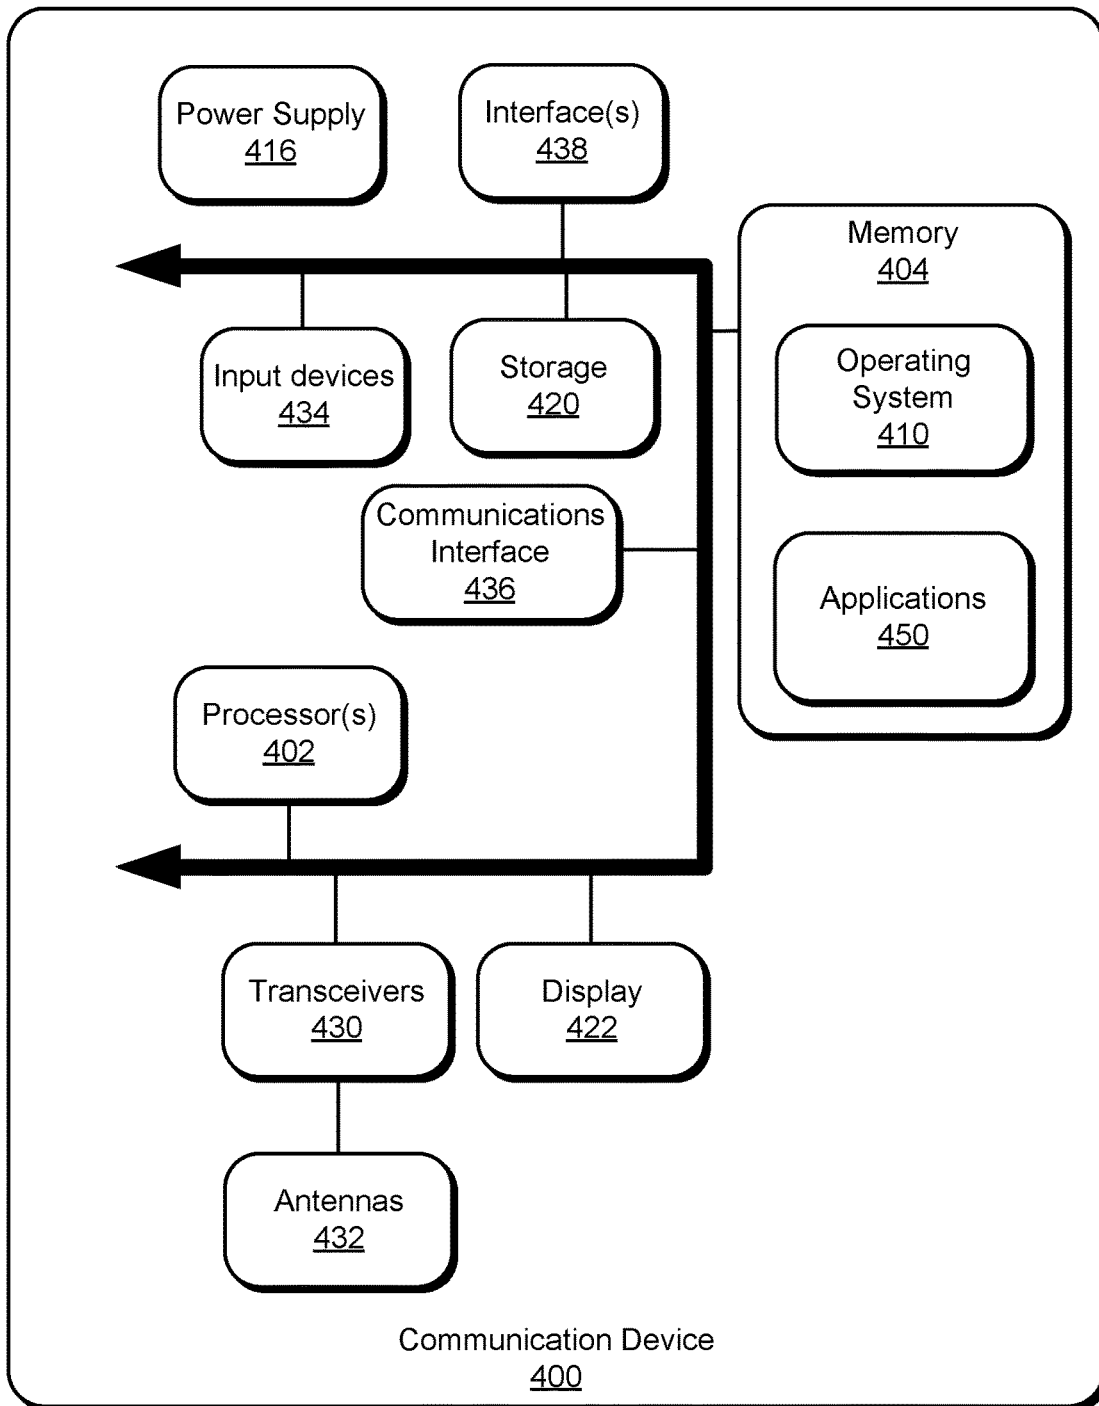 Power Supply
416
Interface(s)
438
Memory
404
Input devices
434
Storage
420
Operating
System
410
Communications
Interface
436
Applications
450
Processor(s)
402
Transceivers
430
Display
422
Antennas
432
Communication Device
400